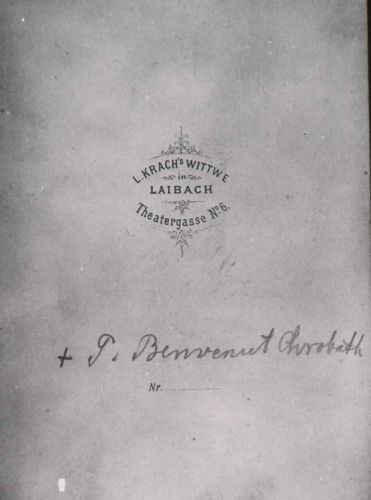 L. KRACH'S WITTWE
in
LAIBACH
Theatergasse No. 6.
+ P. Benvenut Chrobath
Nr. ....................